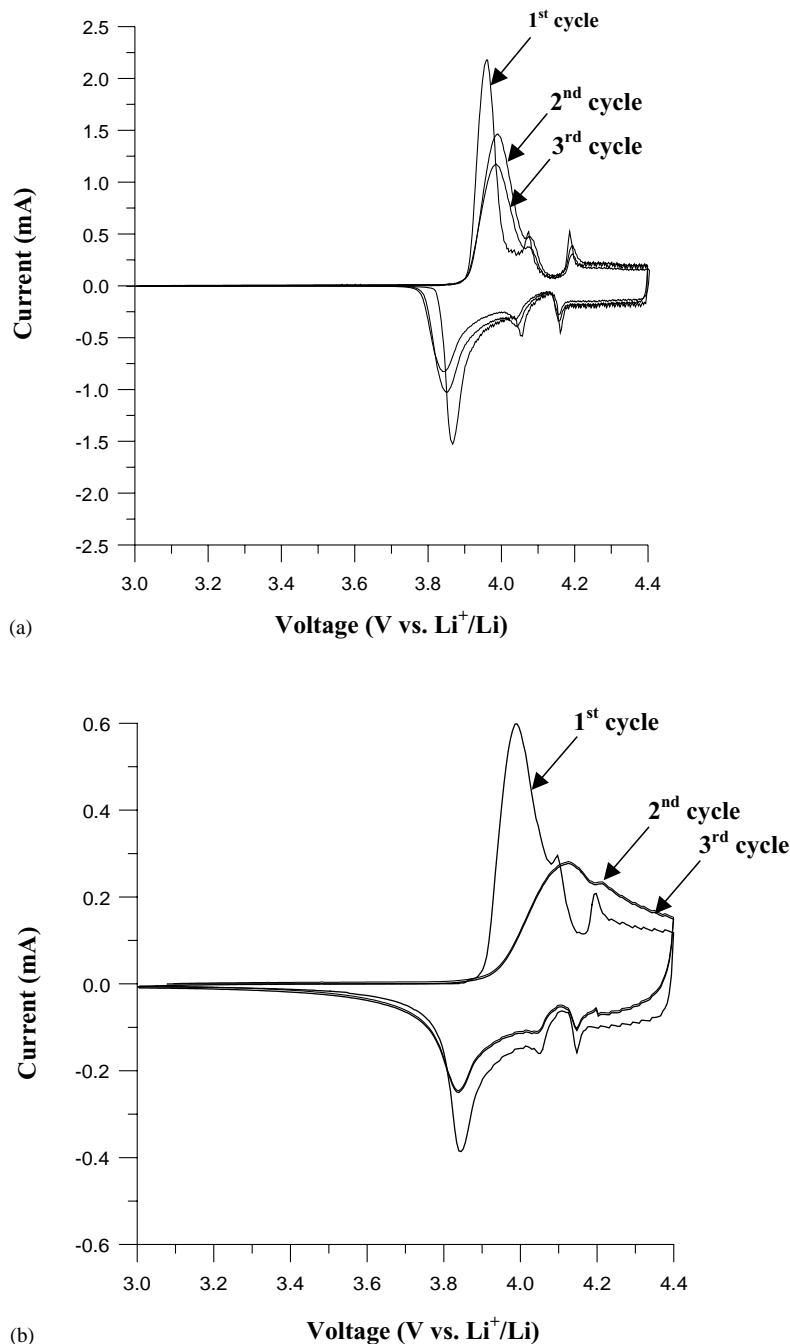 1st cycle
2nd cycle
3rd cycle
Current (mA)
2.5
2.0
1.5
1.0
0.5
0.0
-0.5
-1.0
-1.5
-2.0
-2.5
3.0 3.2 3.4 3.6 3.8 4.0 4.2 4.4
(a)
Voltage (V vs. Li+/Li)
1st cycle
2nd cycle
3rd cycle
Current (mA)
0.6
0.4
0.2
0.0
-0.2
-0.4
-0.6
3.0 3.2 3.4 3.6 3.8 4.0 4.2 4.4
(b)
Voltage (V vs. Li+/Li)